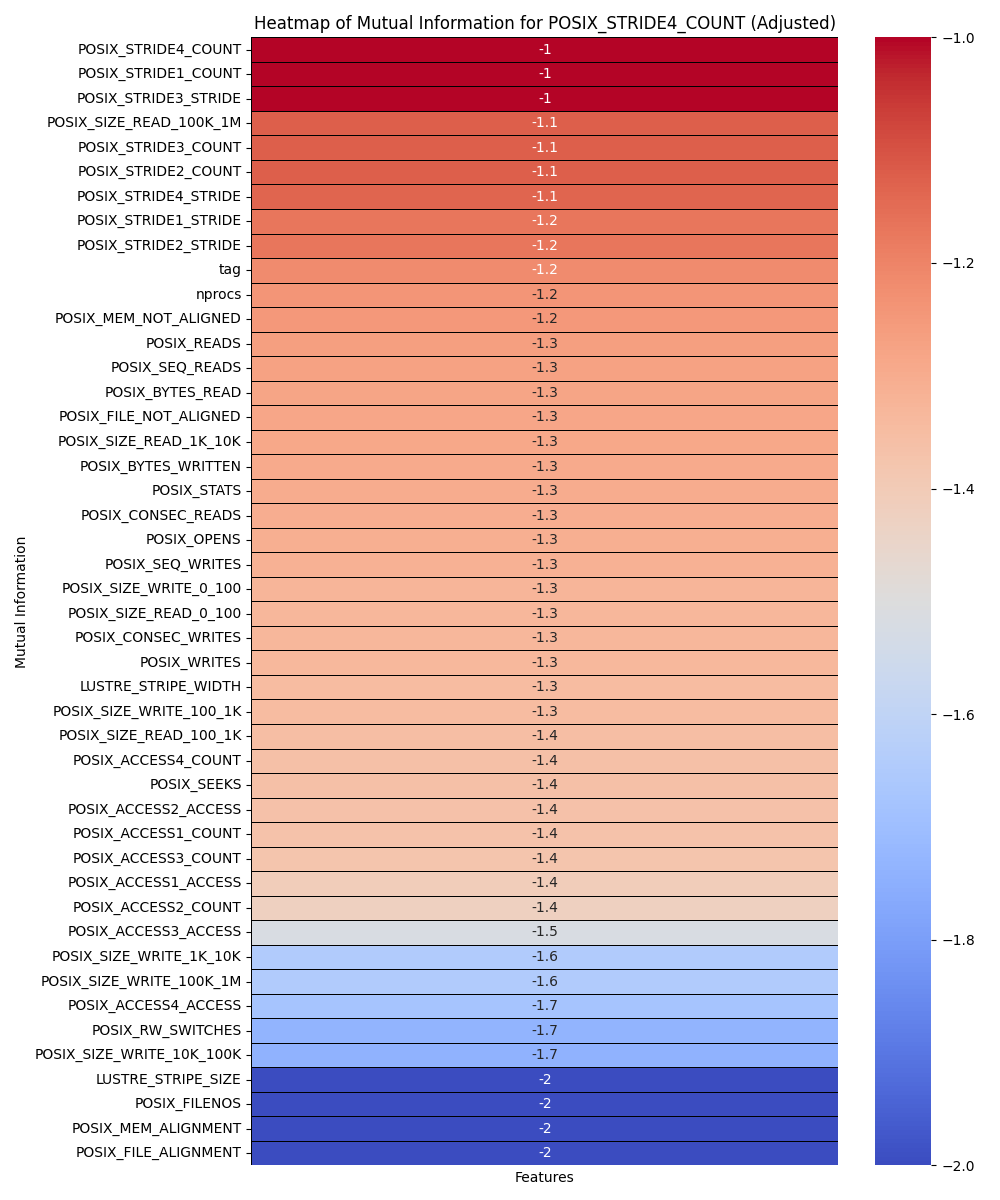 Heatmap of Mutual Information for POSIX_STRIDE4_COUNT (Adjusted)
POSIX_STRIDE4_COUNT -1
POSIX_STRIDE1_COUNT -1
POSIX_STRIDE3_STRIDE -1
POSIX_SIZE_READ_100K_1M -1.1
POSIX_STRIDE3_COUNT -1.1
POSIX_STRIDE2_COUNT -1.1
POSIX_STRIDE4_STRIDE -1.1
POSIX_STRIDE1_STRIDE -1.2
POSIX_STRIDE2_STRIDE -1.2
tag -1.2
nprocs -1.2
POSIX_MEM_NOT_ALIGNED -1.2
POSIX_READS -1.3
POSIX_SEQ_READS -1.3
POSIX_BYTES_READ -1.3
POSIX_FILE_NOT_ALIGNED -1.3
POSIX_SIZE_READ_1K_10K -1.3
POSIX_BYTES_WRITTEN -1.3
POSIX_STATS -1.3
POSIX_CONSEC_READS -1.3
POSIX_OPENS -1.3
POSIX_SEQ_WRITES -1.3
POSIX_SIZE_WRITE_0_100 -1.3
POSIX_SIZE_READ_0_100 -1.3
POSIX_CONSEC_WRITES -1.3
POSIX_WRITES -1.3
LUSTRE_STRIPE_WIDTH -1.3
POSIX_SIZE_WRITE_100_1K -1.3
POSIX_SIZE_READ_100_1K -1.4
POSIX_ACCESS4_COUNT -1.4
POSIX_SEEKS -1.4
POSIX_ACCESS2_ACCESS -1.4
POSIX_ACCESS1_COUNT -1.4
POSIX_ACCESS3_COUNT -1.4
POSIX_ACCESS1_ACCESS -1.4
POSIX_ACCESS2_COUNT -1.4
POSIX_ACCESS3_ACCESS -1.5
POSIX_SIZE_WRITE_1K_10K -1.6
POSIX_SIZE_WRITE_100K_1M -1.6
POSIX_ACCESS4_ACCESS -1.7
POSIX_RW_SWITCHES -1.7
POSIX_SIZE_WRITE_10K_100K -1.7
LUSTRE_STRIPE_SIZE -2
POSIX_FILENOS -2
POSIX_MEM_ALIGNMENT -2
POSIX_FILE_ALIGNMENT -2
Mutual Information
Features
−1.0
−1.2
−1.4
−1.6
−1.8
−2.0